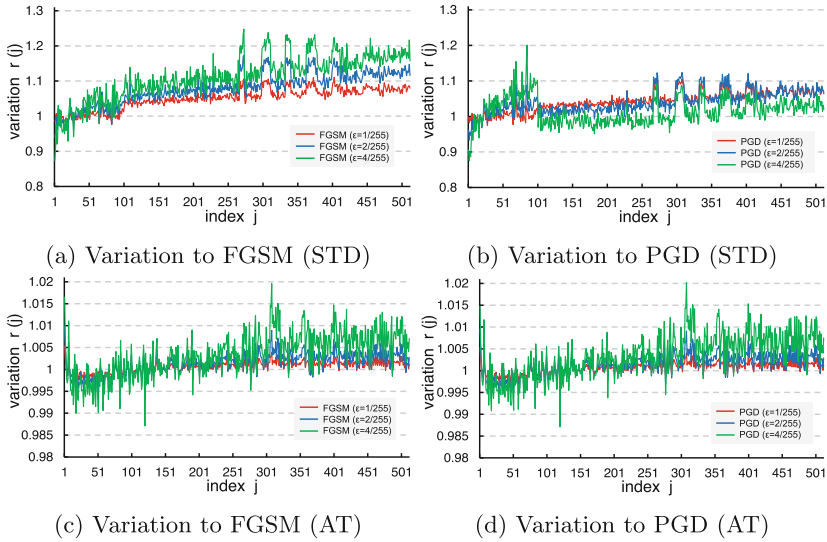 1.3
1.2
1.1
1
0.9
0.8
variation r (j)
FGSM (ε=1/255)
FGSM (ε=2/255)
FGSM (ε=4/255)
1 51 101 151 201 251 301 351 401 451 501
index j
(a) Variation to FGSM (STD)
1.3
1.2
1.1
1
0.9
0.8
variation r (j)
PGD (ε=1/255)
PGD (ε=2/255)
PGD (ε=4/255)
1 51 101 151 201 251 301 351 401 451 501
index j
(b) Variation to PGD (STD)
1.02
1.015
1.01
1.005
1
0.995
0.99
0.985
0.98
variation r (j)
FGSM (ε=1/255)
FGSM (ε=2/255)
FGSM (ε=4/255)
1 51 101 151 201 251 301 351 401 451 501
index j
(c) Variation to FGSM (AT)
1.02
1.015
1.01
1.005
1
0.995
0.99
0.985
0.98
variation r (j)
PGD (ε=1/255)
PGD (ε=2/255)
PGD (ε=4/255)
1 51 101 151 201 251 301 351 401 451 501
index j
(d) Variation to PGD (AT)